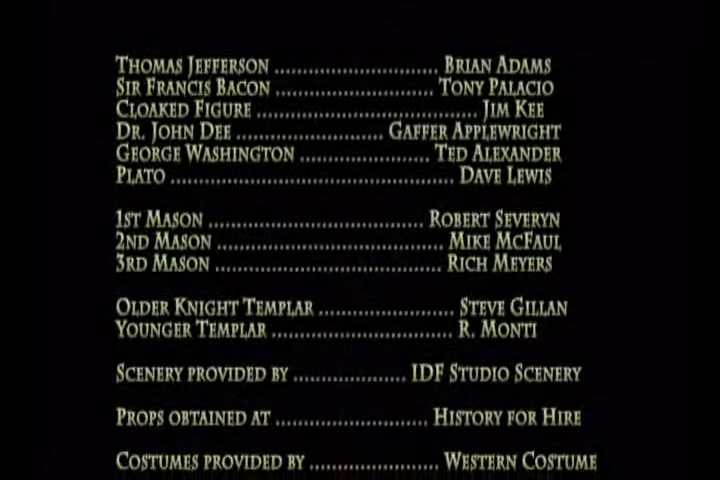 Thomas Jefferson ............................ Brian Adams
Sir Francis Bacon ........................... Tony Palacio
Cloaked Figure ...................................... Jim Kee
Dr. John Dee ......................... Gaffer Applewright
George Washington ...................... Ted Alexander
Plato ................................................ Dave Lewis
1st Mason ..................................... Robert Severyn
2nd Mason ....................................... Mike McFaul
3rd Mason ....................................... Rich Meyers
Older Knight Templar ....................... Steve Gillan
Younger Templar ............................... R. Monti
Scenery provided by ................... IDF Studio Scenery
Props obtained at .......................... History for Hire
Costumes provided by ...................... Western Costume